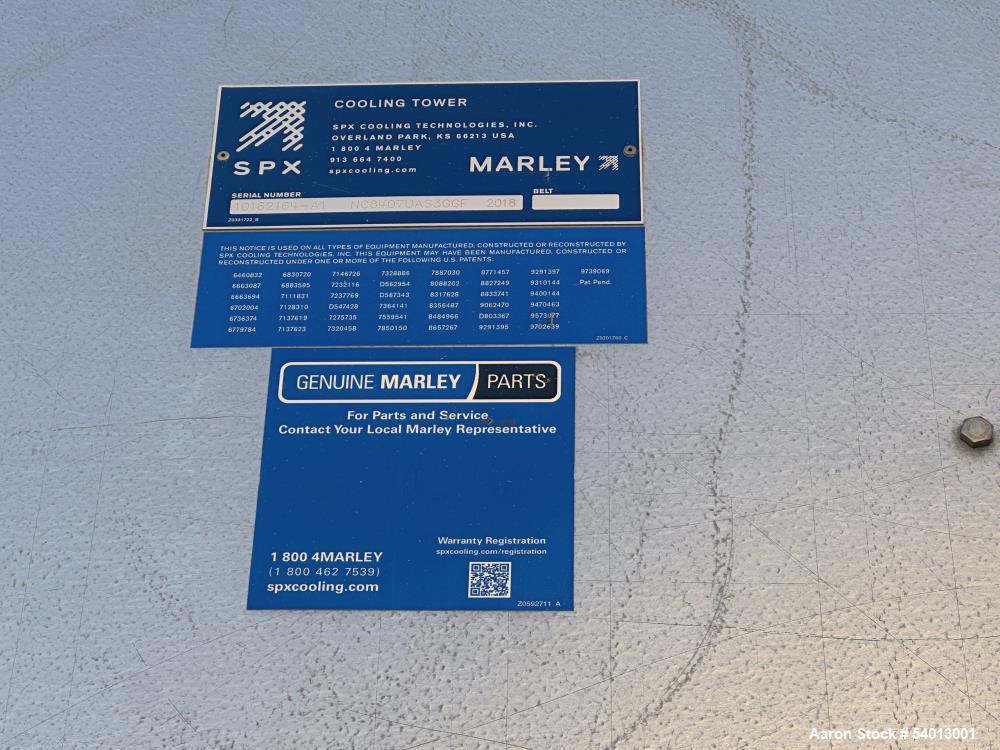 COOLING TOWER
SPX COOLING TECHNOLOGIES, INC.
OVERLAND PARK, KS 66213 USA
1 800 4 MARLEY
913 664 7400
spxcooling.com
SPX
MARLEY
SERIAL NUMBER
BELT
10162164-A1 NC8407UAS3GGF 2018
Z0331722_B
THIS NOTICE IS USED ON ALL TYPES OF EQUIPMENT MANUFACTURED, CONSTRUCTED OR RECONSTRUCTED BY
SPX COOLING TECHNOLOGIES, INC. THIS EQUIPMENT MAY HAVE BEEN MANUFACTURED, CONSTRUCTED OR
RECONSTRUCTED UNDER ONE OR MORE OF THE FOLLOWING U.S. PATENTS:
6460832 6830720 7146726 7328886 7887030 8771457 9291397 9739069
6663087 6883595 7232116 D562954 8088202 8827249 9310144 Pat. Pend.
6663694 7111831 7237769 D567343 8317628 8833741 9400144
6702004 7128310 D547428 7364141 8356487 9062470 9470463
6736374 7137619 7275735 7559541 8484966 D803367 9573077
6779784 7137623 7320458 7850150 8657267 9291395 9702639
Z0201760 C
GENUINE MARLEY PARTS
For Parts and Service
Contact Your Local Marley Representative
Warranty Registration
spxcooling.com/registration
1 800 4MARLEY
(1 800 462 7539)
spxcooling.com
Z0592711 A
Aaron Stock # 54013001